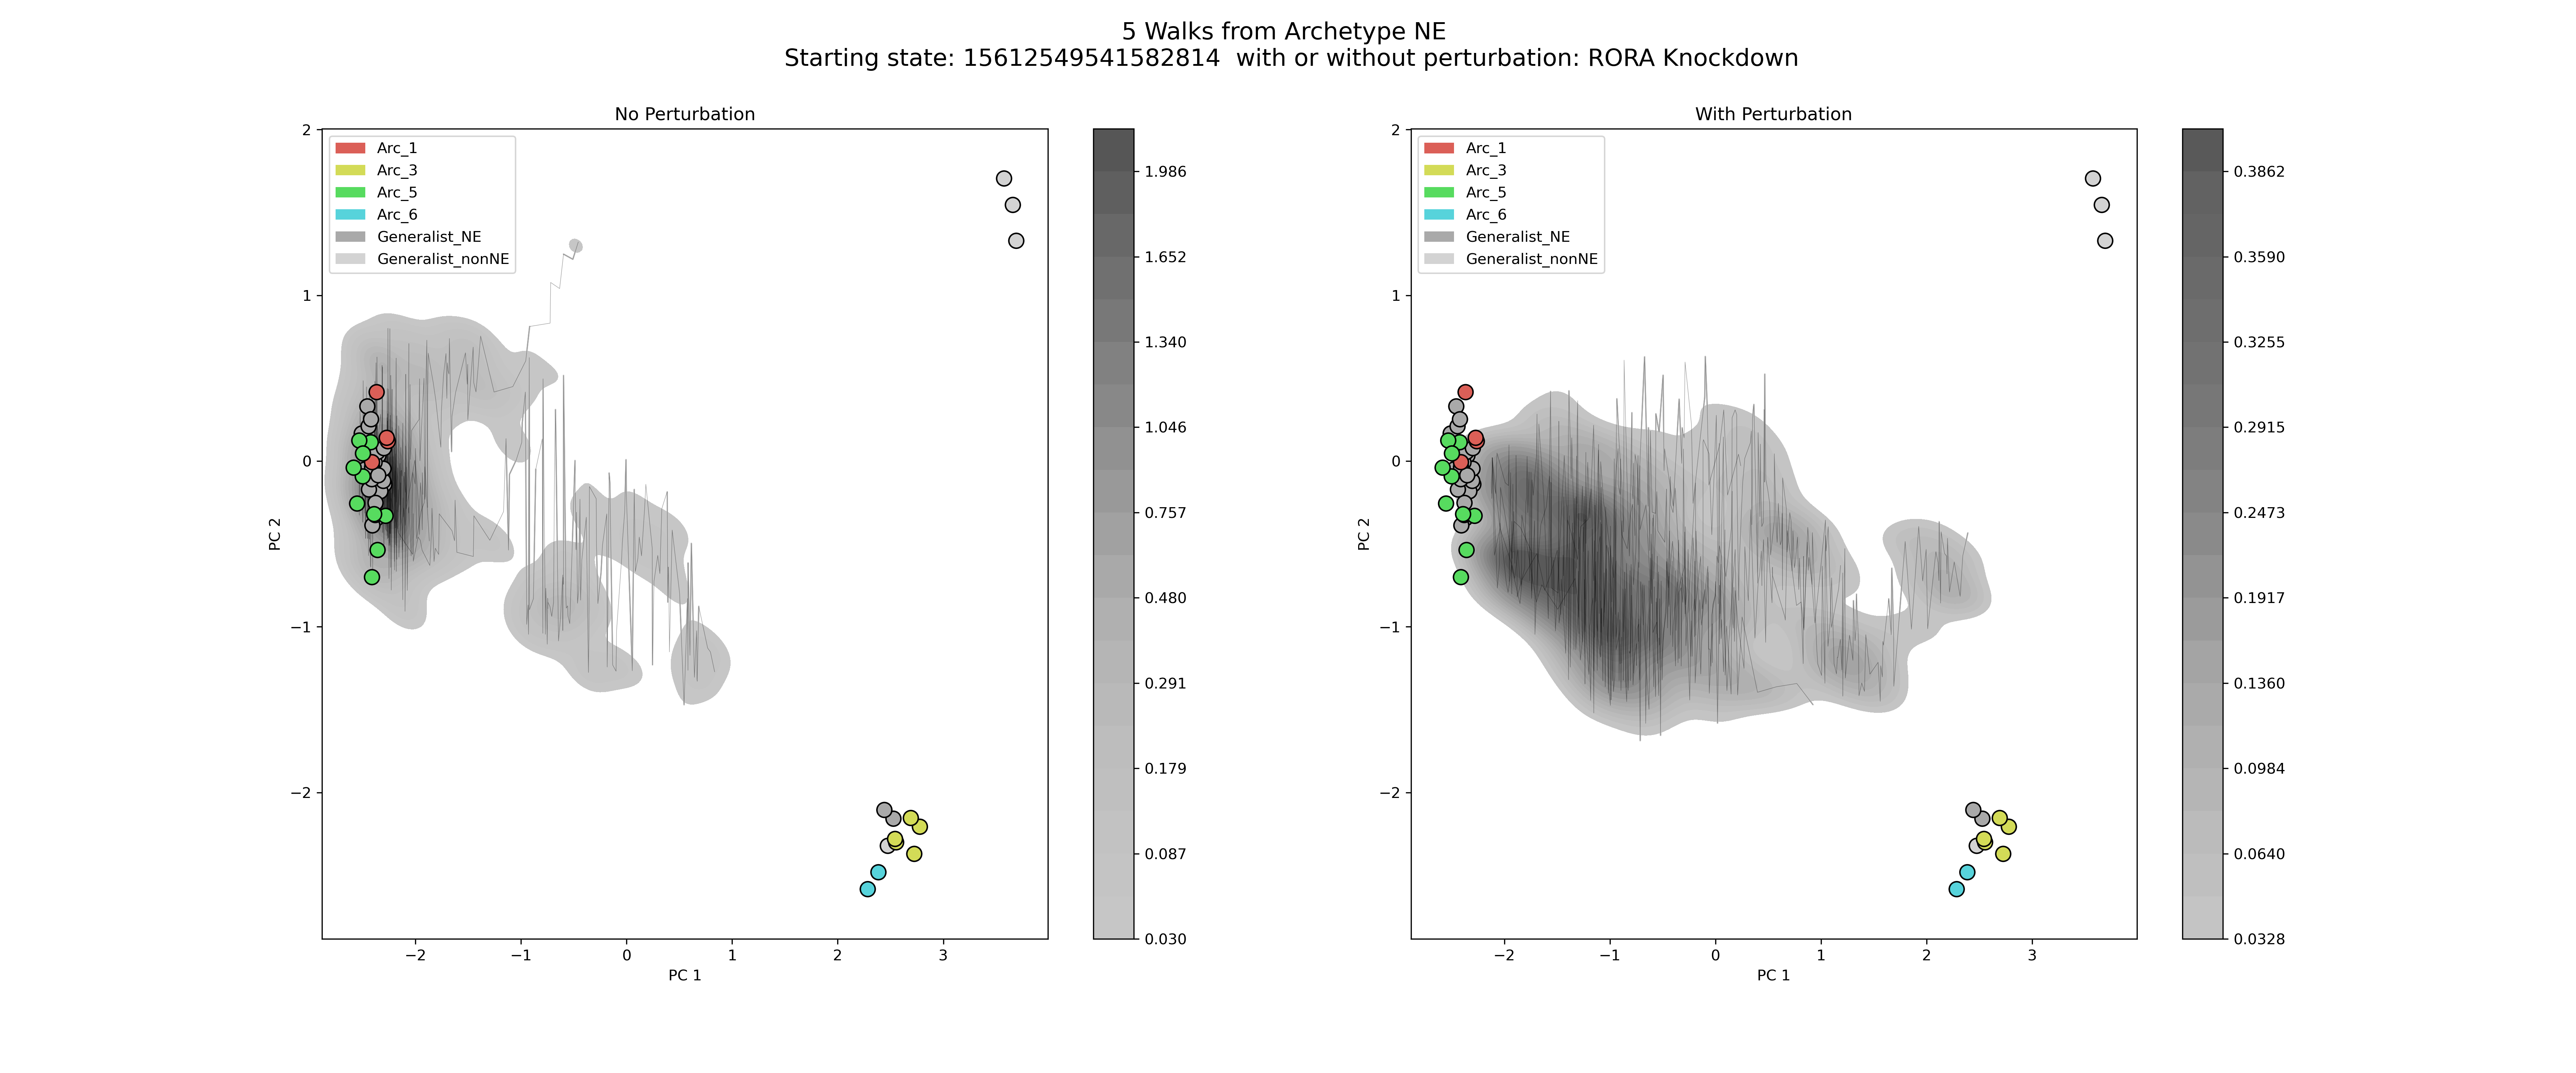 5 Walks from Archetype NE
Starting state: 15612549541582814  with or without perturbation: RORA Knockdown
No Perturbation
2
1
0
−1
−2
PC 2
Arc_1
Arc_3
Arc_5
Arc_6
Generalist_NE
Generalist_nonNE
−2
−1
0
1
2
3
PC 1
1.986
1.652
1.340
1.046
0.757
0.480
0.291
0.179
0.087
0.030
With Perturbation
2
1
0
−1
−2
PC 2
Arc_1
Arc_3
Arc_5
Arc_6
Generalist_NE
Generalist_nonNE
−2
−1
0
1
2
3
PC 1
0.3862
0.3590
0.3255
0.2915
0.2473
0.1917
0.1360
0.0984
0.0640
0.0328